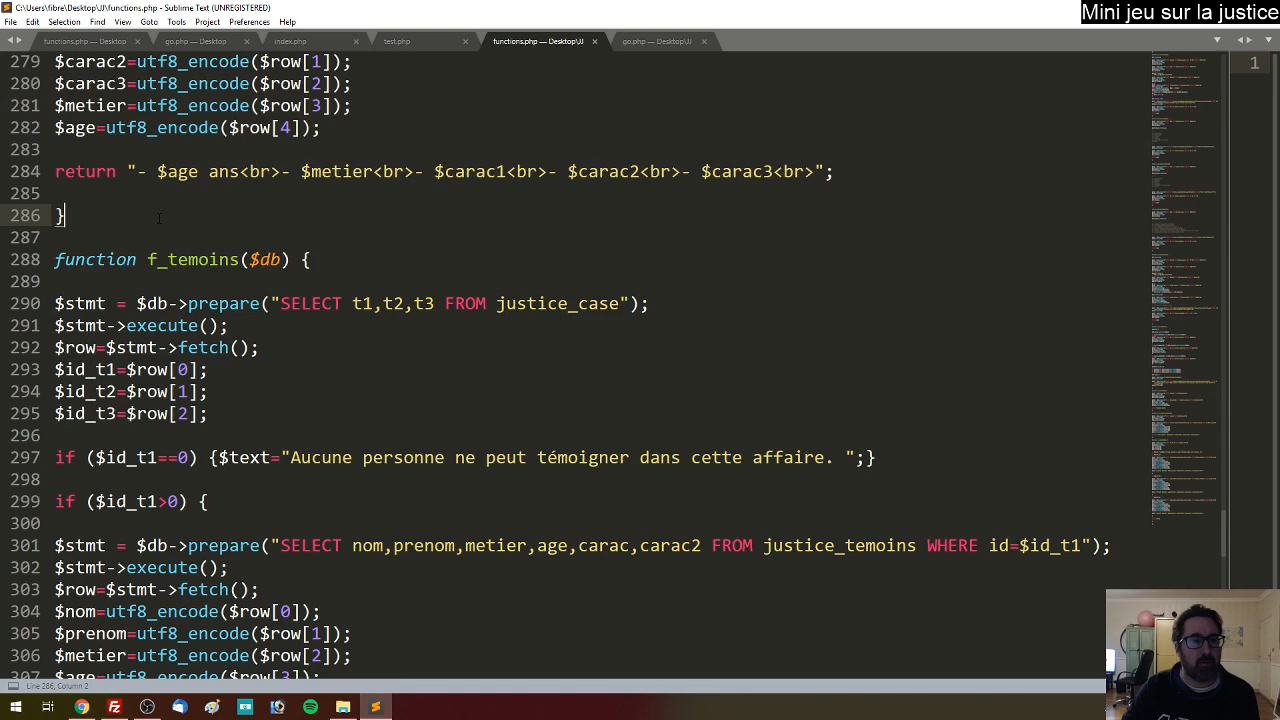 C:\Users\fibre\Desktop\JJ\functions.php - Sublime Text (UNREGISTERED)
Mini jeu sur la justice
File Edit Selection Find View Goto Tools Project Preferences Help
functions.php — Desktop go.php — Desktop index.php test.php functions.php — Desktop\JJ go.php — Desktop\JJ
279 $carac2=utf8_encode($row[1]);
280 $carac3=utf8_encode($row[2]);
281 $metier=utf8_encode($row[3]);
282 $age=utf8_encode($row[4]);
283
284 return "- $age ans<br>- $metier<br>- $carac1<br>- $carac2<br>- $carac3<br>";
285
286 }
287
288 function f_temoins($db) {
289
290 $stmt = $db->prepare("SELECT t1,t2,t3 FROM justice_case");
291 $stmt->execute();
292 $row=$stmt->fetch();
293 $id_t1=$row[0];
294 $id_t2=$row[1];
295 $id_t3=$row[2];
296
297 if ($id_t1==0) {$text="Aucune personne ne peut témoigner dans cette affaire. ";}
298
299 if ($id_t1>0) {
300
301 $stmt = $db->prepare("SELECT nom,prenom,metier,age,carac,carac2 FROM justice_temoins WHERE id=$id_t1");
302 $stmt->execute();
303 $row=$stmt->fetch();
304 $nom=utf8_encode($row[0]);
305 $prenom=utf8_encode($row[1]);
306 $metier=utf8_encode($row[2]);
307 $age=utf8_encode($row[3]);
1
Line 286, Column 2